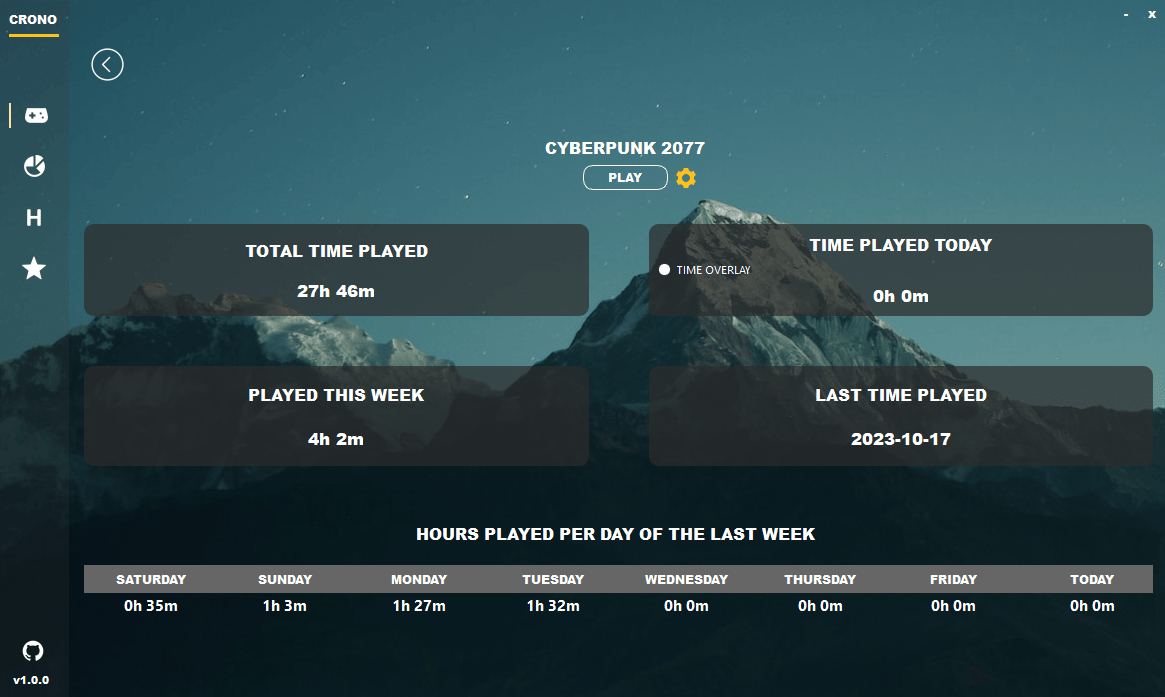 CRONO
- x
CYBERPUNK 2077
PLAY
TOTAL TIME PLAYED
27h 46m
TIME PLAYED TODAY
TIME OVERLAY
0h 0m
PLAYED THIS WEEK
4h 2m
LAST TIME PLAYED
2023-10-17
HOURS PLAYED PER DAY OF THE LAST WEEK
SATURDAY SUNDAY MONDAY TUESDAY WEDNESDAY THURSDAY FRIDAY TODAY
0h 35m 1h 3m 1h 27m 1h 32m 0h 0m 0h 0m 0h 0m 0h 0m
H
v1.0.0